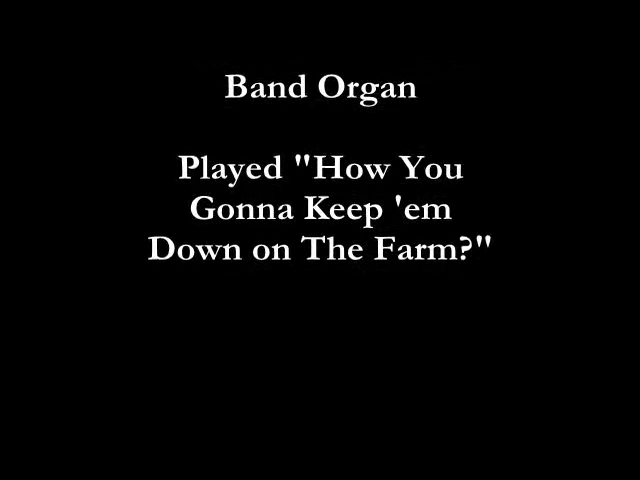 Band Organ
Played "How You
Gonna Keep 'em
Down on The Farm?"